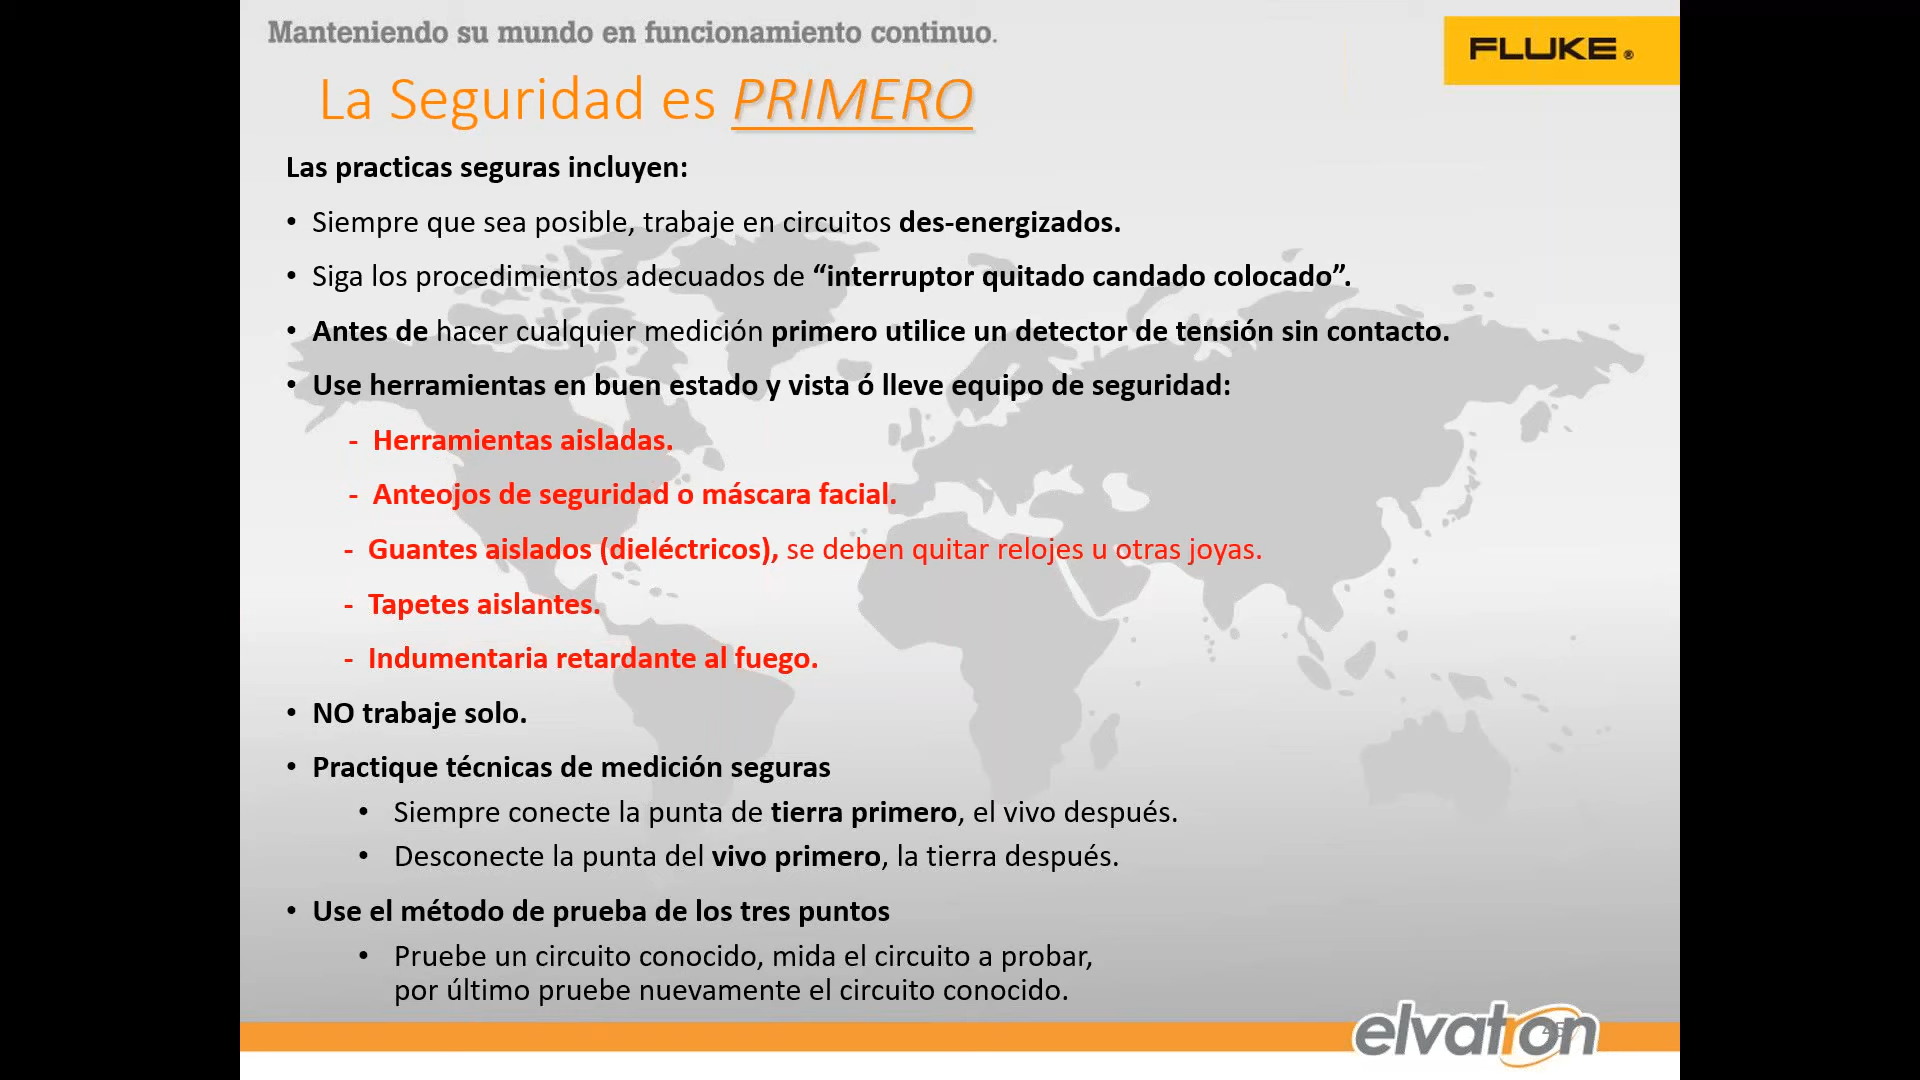 Manteniendo su mundo en funcionamiento continuo.
FLUKE ®
La Seguridad es PRIMERO
Las practicas seguras incluyen:
• Siempre que sea posible, trabaje en circuitos des-energizados.
• Siga los procedimientos adecuados de “interruptor quitado candado colocado”.
• Antes de hacer cualquier medición primero utilice un detector de tensión sin contacto.
• Use herramientas en buen estado y vista ó lleve equipo de seguridad:
- Herramientas aisladas.
- Anteojos de seguridad o máscara facial.
- Guantes aislados (dieléctricos), se deben quitar relojes u otras joyas.
- Tapetes aislantes.
- Indumentaria retardante al fuego.
• NO trabaje solo.
• Practique técnicas de medición seguras
• Siempre conecte la punta de tierra primero, el vivo después.
• Desconecte la punta del vivo primero, la tierra después.
• Use el método de prueba de los tres puntos
• Pruebe un circuito conocido, mida el circuito a probar,
por último pruebe nuevamente el circuito conocido.
elvatron